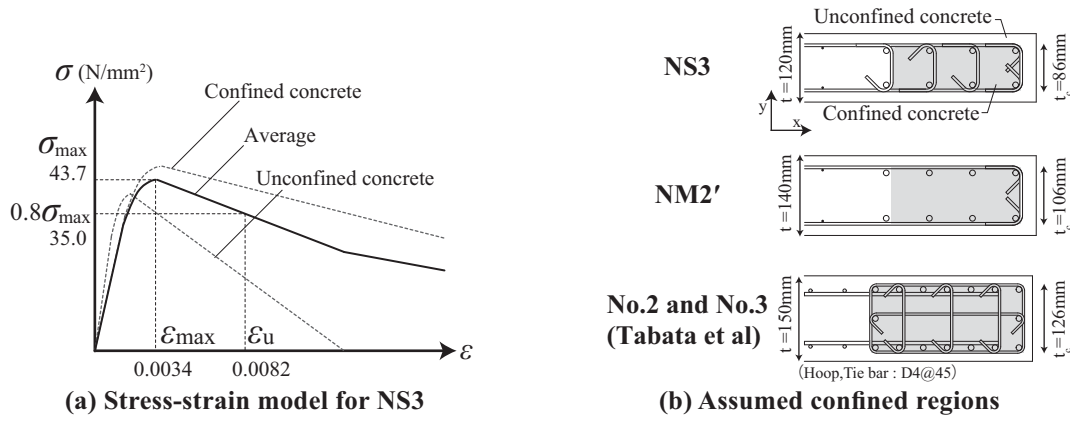 σ (N/mm²)
Confined concrete
Average
Unconfined concrete
σmax
43.7
0.8σmax
35.0
εmax
εu
ε
0.0034
0.0082
(a) Stress-strain model for NS3
Unconfined concrete
NS3
t =120mm
tc=86mm
y
x
Confined concrete
NM2′
t =140mm
tc=106mm
No.2 and No.3
(Tabata et al)
t =150mm
tc=126mm
(Hoop,Tie bar : D4@45)
(b) Assumed confined regions